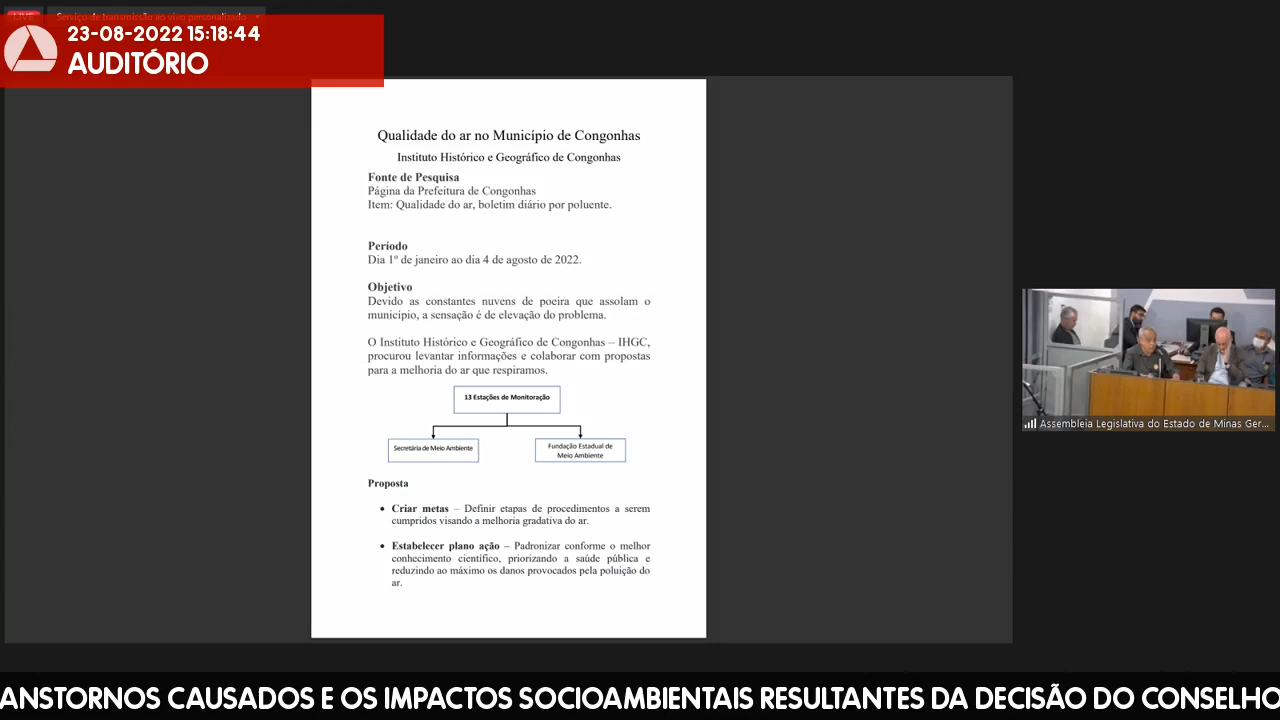 LIVE
Serviço de transmissão ao vivo personalizado
23-08-2022 15:18:44
AUDITÓRIO
Qualidade do ar no Município de Congonhas
Instituto Histórico e Geográfico de Congonhas
Fonte de Pesquisa
Página da Prefeitura de Congonhas
Item: Qualidade do ar, boletim diário por poluente.
Período
Dia 1º de janeiro ao dia 4 de agosto de 2022.
Objetivo
Devido as constantes nuvens de poeira que assolam o
município, a sensação é de elevação do problema.
O Instituto Histórico e Geográfico de Congonhas – IHGC,
procurou levantar informações e colaborar com propostas
para a melhoria do ar que respiramos.
13 Estações de Monitoração
Secretária de Meio Ambiente
Fundação Estadual de
Meio Ambiente
Proposta
• Criar metas – Definir etapas de procedimentos a serem
cumpridos visando a melhoria gradativa do ar.
• Estabelecer plano ação – Padronizar conforme o melhor
conhecimento científico, priorizando a saúde pública e
reduzindo ao máximo os danos provocados pela poluição do
ar.
Assembleia Legislativa do Estado de Minas Ger...
ANSTORNOS CAUSADOS E OS IMPACTOS SOCIOAMBIENTAIS RESULTANTES DA DECISÃO DO CONSELHO